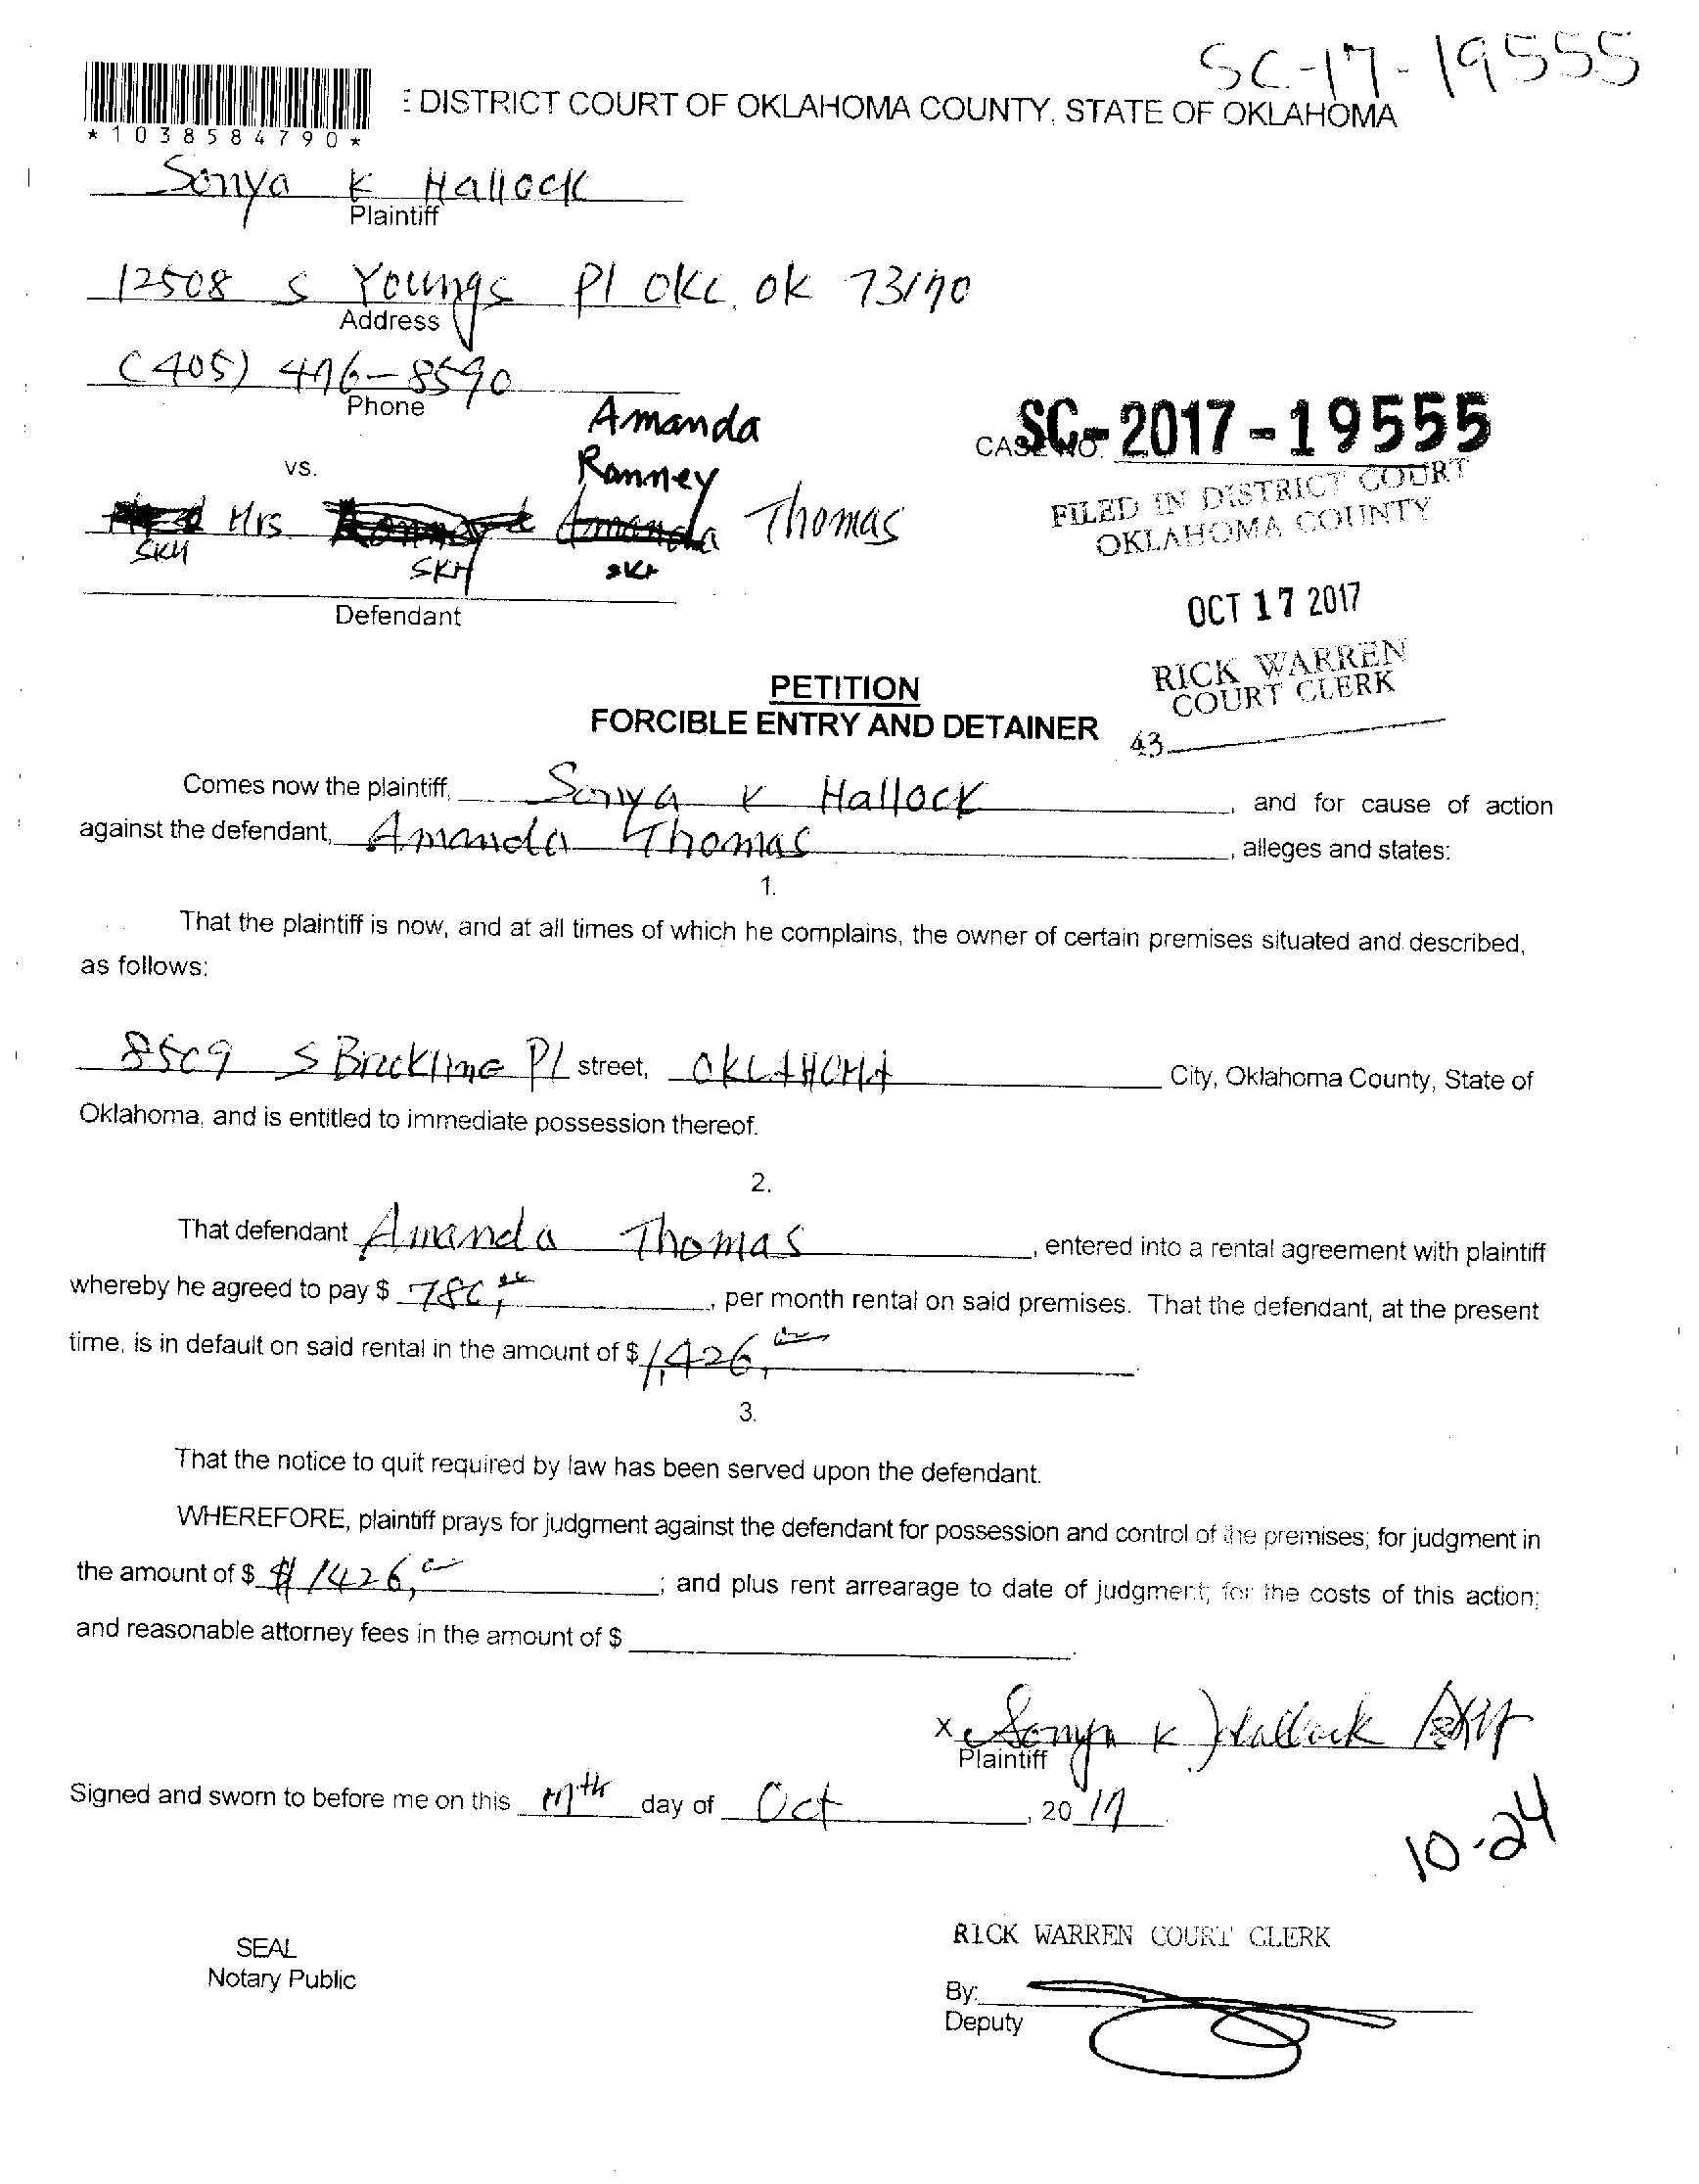 SC-17-19555
E DISTRICT COURT OF OKLAHOMA COUNTY, STATE OF OKLAHOMA
*1038584790*
Sonya K Hallock
Plaintiff
12508 S Youngs Pl OKC, OK 73170
Address
(405) 476-8590
Phone
Amanda
Ranney
CASE NO. SC-2017-19555
vs.
FILED IN DISTRICT COURT
OKLAHOMA COUNTY
Mrs. Amanda Thomas
SKH SKH SKH
OCT 17 2017
Defendant
RICK WARREN
COURT CLERK
43
PETITION
FORCIBLE ENTRY AND DETAINER
Comes now the plaintiff, Sonya K Hallock, and for cause of action
against the defendant, Amanda Thomas, alleges and states:
1.
That the plaintiff is now, and at all times of which he complains, the owner of certain premises situated and described,
as follows:
8509 S Brookline Pl street, OKLAHOMA City, Oklahoma County, State of
Oklahoma, and is entitled to immediate possession thereof.
2.
That defendant Amanda Thomas, entered into a rental agreement with plaintiff
whereby he agreed to pay $ 780, per month rental on said premises. That the defendant, at the present
time, is in default on said rental in the amount of $ 1,426,
3.
That the notice to quit required by law has been served upon the defendant.
WHEREFORE, plaintiff prays for judgment against the defendant for possession and control of the premises; for judgment in
the amount of $ $ 1426, ; and plus rent arrearage to date of judgment; for the costs of this action;
and reasonable attorney fees in the amount of $
x Sonya K Hallock SKH
Plaintiff
Signed and sworn to before me on this 17th day of Oct, 20 17
10-24
RICK WARREN COURT CLERK
SEAL
Notary Public
By:
Deputy